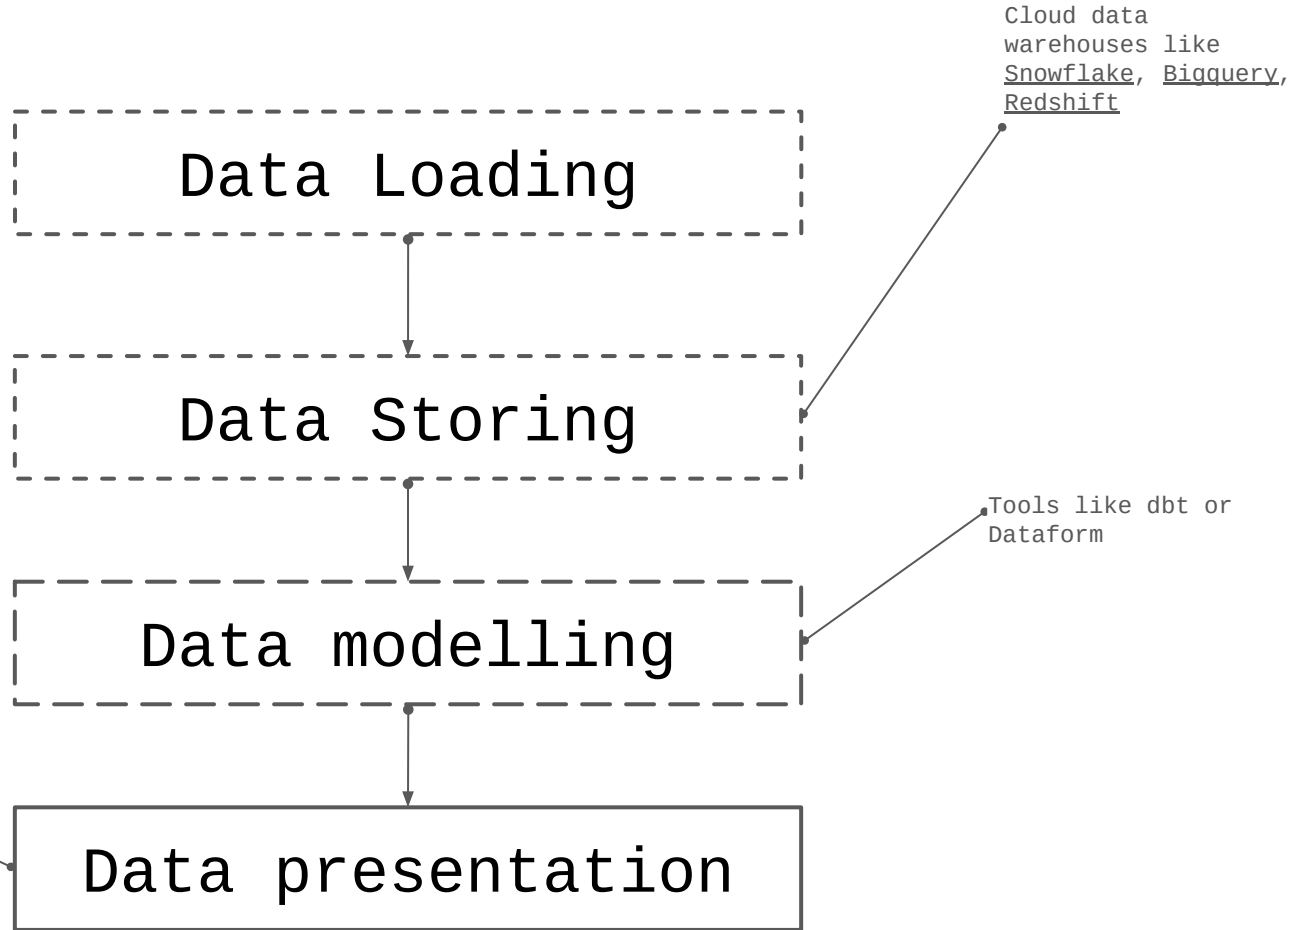 Cloud data
warehouses like
Snowflake, Bigquery,
Redshift
Data Loading
Data Storing
Tools like dbt or
Dataform
Data modelling
Data presentation